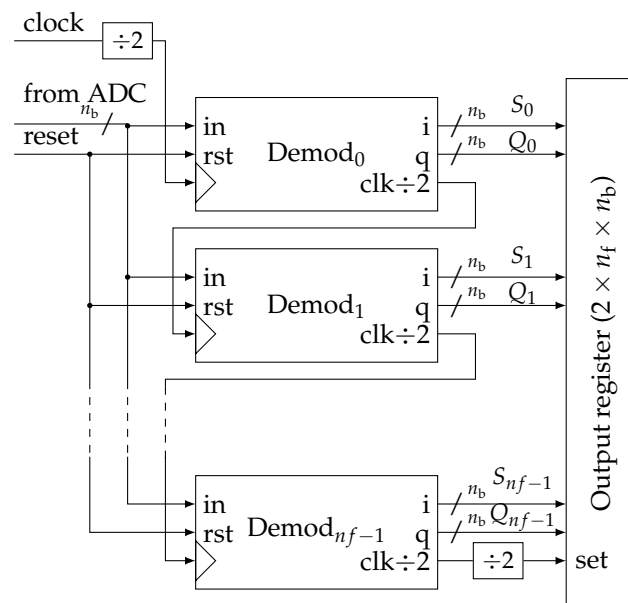 clock
÷2
from ADC
n_b
reset
in
rst
Demod_0
i
q
clk÷2
n_b
S_0
n_b
Q_0
in
rst
Demod_1
i
q
clk÷2
n_b
S_1
n_b
Q_1
in
rst
Demod_{nf−1}
i
q
clk÷2
n_b
S_{nf−1}
n_b
Q_{nf−1}
÷2
set
Output register (2 × n_f × n_b)